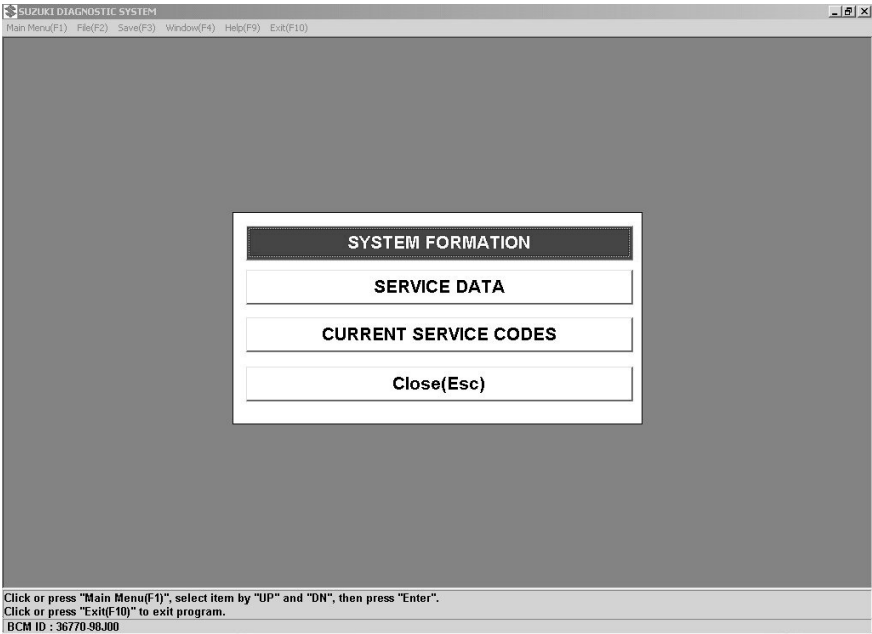 SUZUKI DIAGNOSTIC SYSTEM
Main Menu(F1) File(F2) Save(F3) Window(F4) Help(F9) Exit(F10)
SYSTEM FORMATION
SERVICE DATA
CURRENT SERVICE CODES
Close(Esc)
Click or press "Main Menu(F1)", select item by "UP" and "DN", then press "Enter".
Click or press "Exit(F10)" to exit program.
BCM ID : 36770-98J00